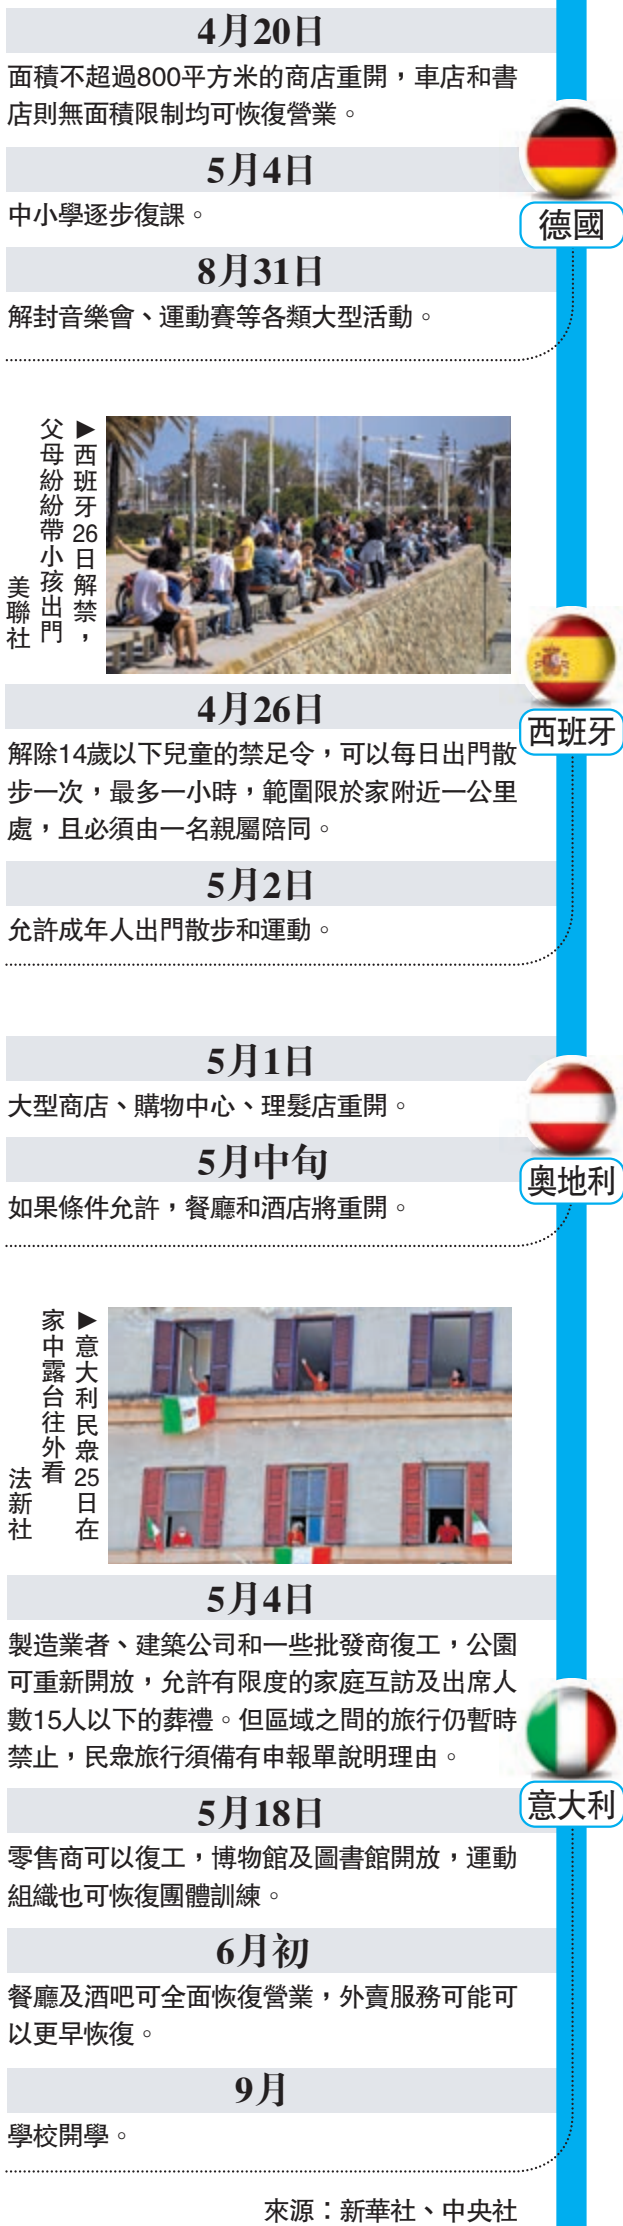 4月20日
面積不超過800平方米的商店重開，車店和書
店則無面積限制均可恢復營業。
5月4日
中小學逐步復課。
德國
8月31日
解封音樂會、運動賽等各類大型活動。
▶西班牙26日解禁，
父母紛紛帶小孩出門
美聯社
4月26日
西班牙
解除14歲以下兒童的禁足令，可以每日出門散
步一次，最多一小時，範圍限於家附近一公里
處，且必須由一名親屬陪同。
5月2日
允許成年人出門散步和運動。
5月1日
大型商店、購物中心、理髮店重開。
5月中旬
奧地利
如果條件允許，餐廳和酒店將重開。
▶意大利民眾25日在
家中露台往外看
法新社
5月4日
製造業者、建築公司和一些批發商復工，公園
可重新開放，允許有限度的家庭互訪及出席人
數15人以下的葬禮。但區域之間的旅行仍暫時
禁止，民眾旅行須備有申報單說明理由。
意大利
5月18日
零售商可以復工，博物館及圖書館開放，運動
組織也可恢復團體訓練。
6月初
餐廳及酒吧可全面恢復營業，外賣服務可能可
以更早恢復。
9月
學校開學。
來源：新華社、中央社